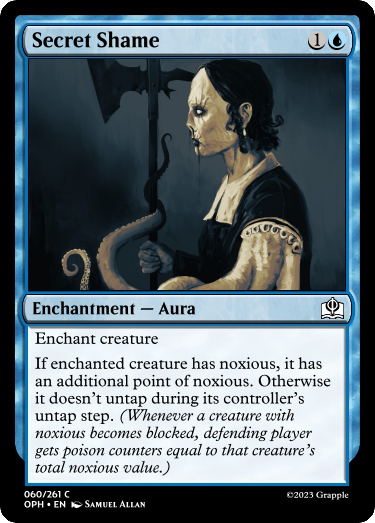 Secret Shame 1
Enchantment — Aura
Enchant creature
If enchanted creature has noxious, it has
an additional point of noxious. Otherwise
it doesn't untap during its controller's
untap step. (Whenever a creature with
noxious becomes blocked, defending player
gets poison counters equal to that creature's
total noxious value.)
060/261 C
OPH • EN Samuel Allan ©2023 Grapple